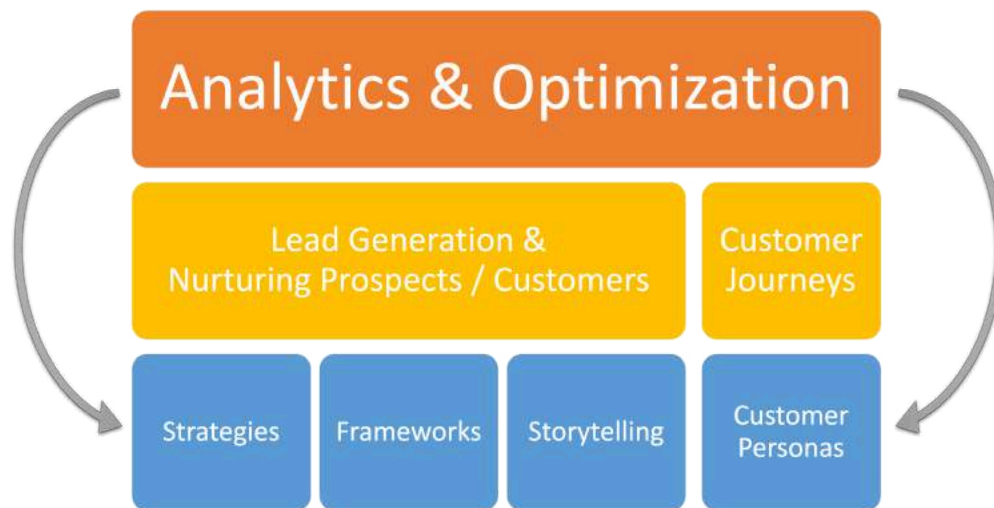 Analytics & Optimization
Lead Generation &
Nurturing Prospects / Customers
Customer
Journeys
Strategies
Frameworks
Storytelling
Customer
Personas